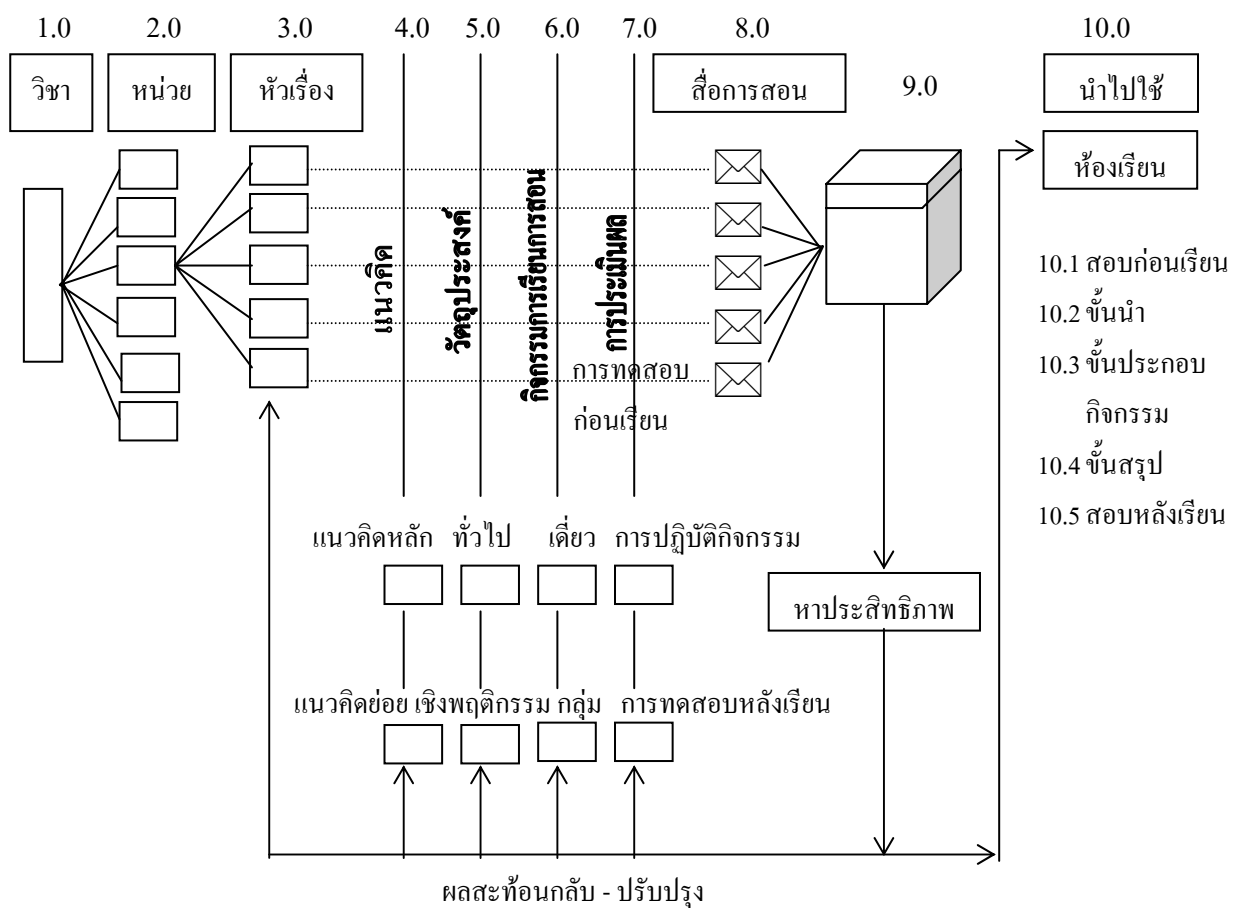 1.0 2.0 3.0 4.0 5.0 6.0 7.0 8.0 10.0
วิชา หน่วย หัวเรื่อง สื่อการสอน 9.0 นำไปใช้
ห้องเรียน
แนวคิด
วัตถุประสงค์
กิจกรรมการเรียนการสอน
การประเมินผล
การทดสอบ
ก่อนเรียน
10.1 สอบก่อนเรียน
10.2 ขั้นนำ
10.3 ขั้นประกอบ
กิจกรรม
10.4 ขั้นสรุป
10.5 สอบหลังเรียน
แนวคิดหลัก ทั่วไป เดี่ยว การปฏิบัติกิจกรรม
หาประสิทธิภาพ
แนวคิดย่อย เชิงพฤติกรรม กลุ่ม การทดสอบหลังเรียน
ผลสะท้อนกลับ - ปรับปรุง